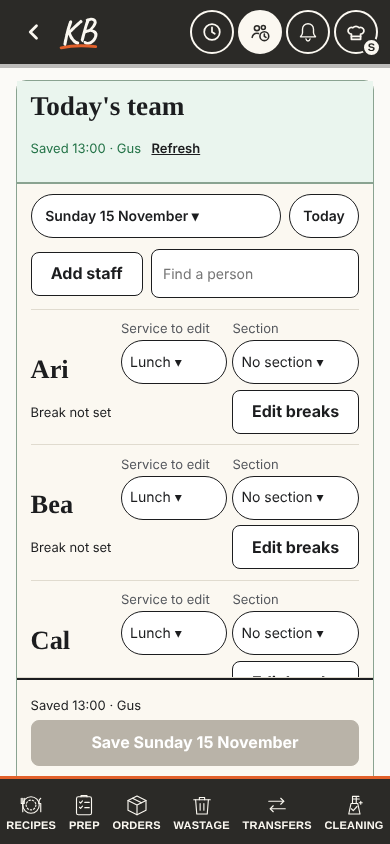 KB
S
Today's team
Saved 13:00 · Gus Refresh
Sunday 15 November ▾ Today
Add staff Find a person
Service to edit Section
Ari Lunch ▾ No section ▾
Break not set Edit breaks
Service to edit Section
Bea Lunch ▾ No section ▾
Break not set Edit breaks
Service to edit Section
Cal Lunch ▾ No section ▾
Saved 13:00 · Gus
Save Sunday 15 November
RECIPES PREP ORDERS WASTAGE TRANSFERS CLEANING